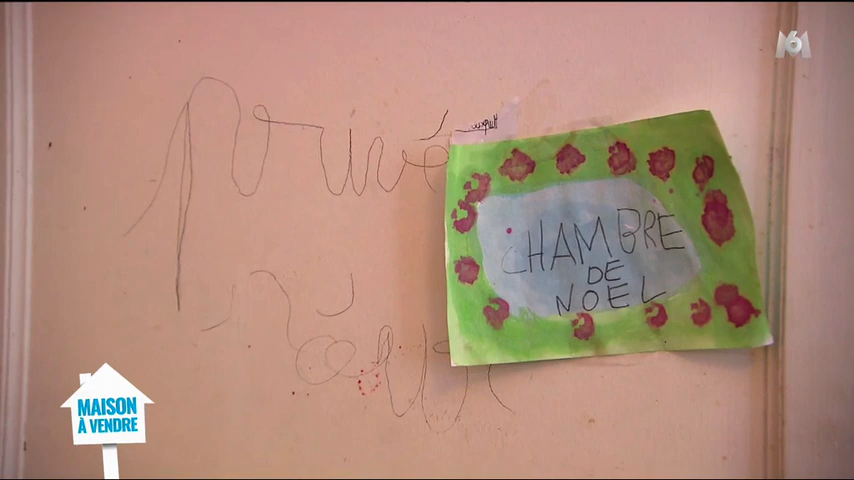 M6
privé
CHAMBRE
DE
NOEL
MAISON
À VENDRE